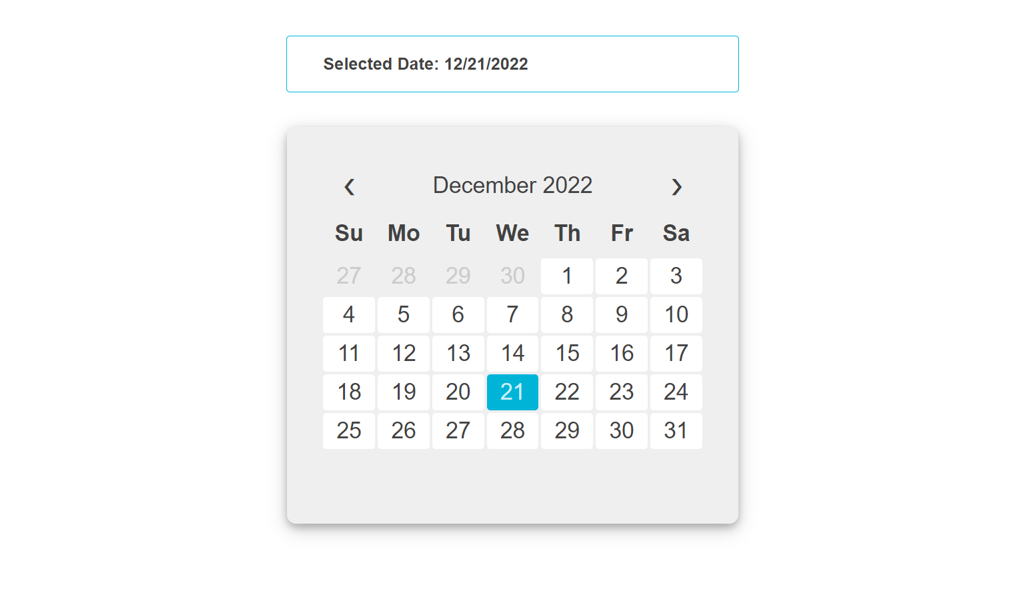 Selected Date: 12/21/2022
‹ December 2022 ›
Su Mo Tu We Th Fr Sa
27 28 29 30 1 2 3
4 5 6 7 8 9 10
11 12 13 14 15 16 17
18 19 20 21 22 23 24
25 26 27 28 29 30 31